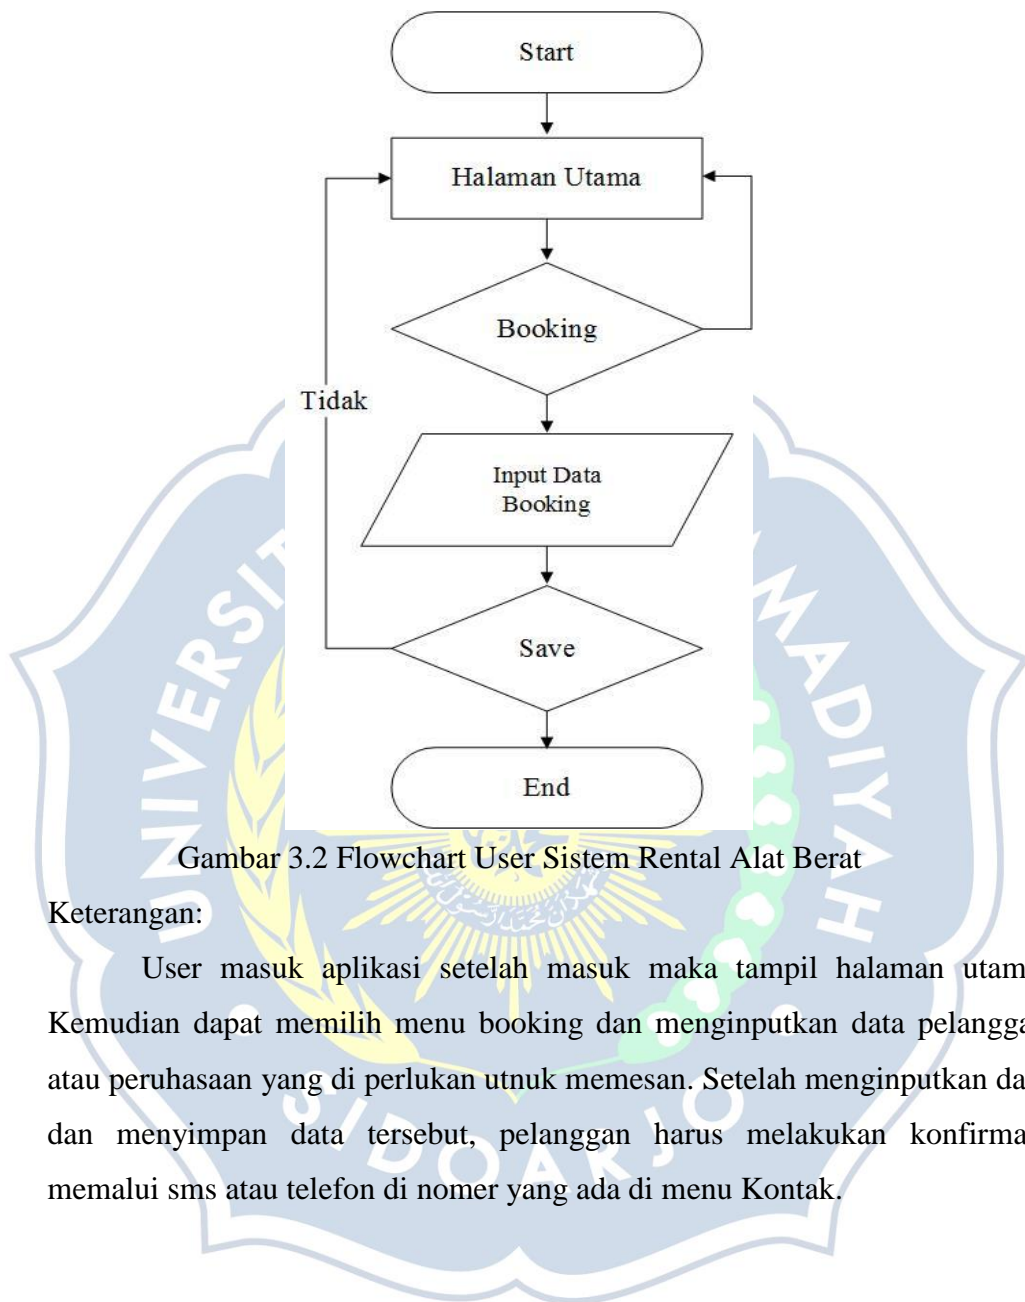 Start
Halaman Utama
Booking
Tidak
Input Data
Booking
Save
End
Gambar 3.2 Flowchart User Sistem Rental Alat Berat
Keterangan:
User masuk aplikasi setelah masuk maka tampil halaman utam
Kemudian dapat memilih menu booking dan menginputkan data pelangga
atau peruhasaan yang di perlukan utnuk memesan. Setelah menginputkan da
dan menyimpan data tersebut, pelanggan harus melakukan konfirma
memalui sms atau telefon di nomer yang ada di menu Kontak.
UNIVERSIT
MADIYAH
SIDOARJO